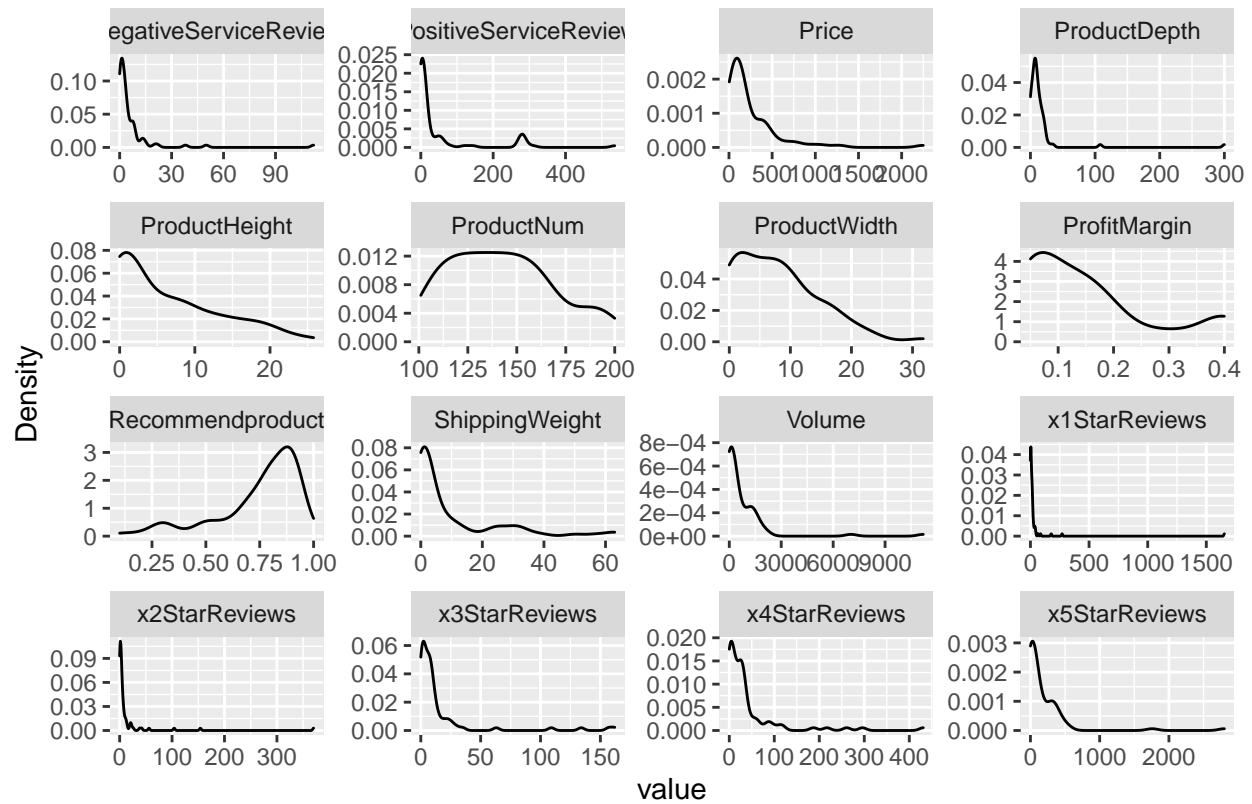 egativeServiceRevie
0.10
0.05
0.00
0 30 60 90
PositiveServiceReview
0.025
0.020
0.015
0.010
0.005
0.000
0 200 400
Price
0.002
0.001
0.000
0 500 1000 1500 2000
ProductDepth
0.04
0.02
0.00
0 100 200 300
ProductHeight
0.08
0.06
0.04
0.02
0.00
0 10 20
ProductNum
0.012
0.008
0.004
0.000
100 125 150 175 200
ProductWidth
0.04
0.02
0.00
0 10 20 30
ProfitMargin
4
3
2
1
0
0.1 0.2 0.3 0.4
Density
Recommendproduct
3
2
1
0
0.25 0.50 0.75 1.00
ShippingWeight
0.08
0.06
0.04
0.02
0.00
0 20 40 60
Volume
8e−04
6e−04
4e−04
2e−04
0e+00
0 3000 6000 9000
x1StarReviews
0.04
0.03
0.02
0.01
0.00
0 500 1000 1500
x2StarReviews
0.09
0.06
0.03
0.00
0 100 200 300
x3StarReviews
0.06
0.04
0.02
0.00
0 50 100 150
x4StarReviews
0.020
0.015
0.010
0.005
0.000
0 100 200 300 400
x5StarReviews
0.003
0.002
0.001
0.000
0 1000 2000
value